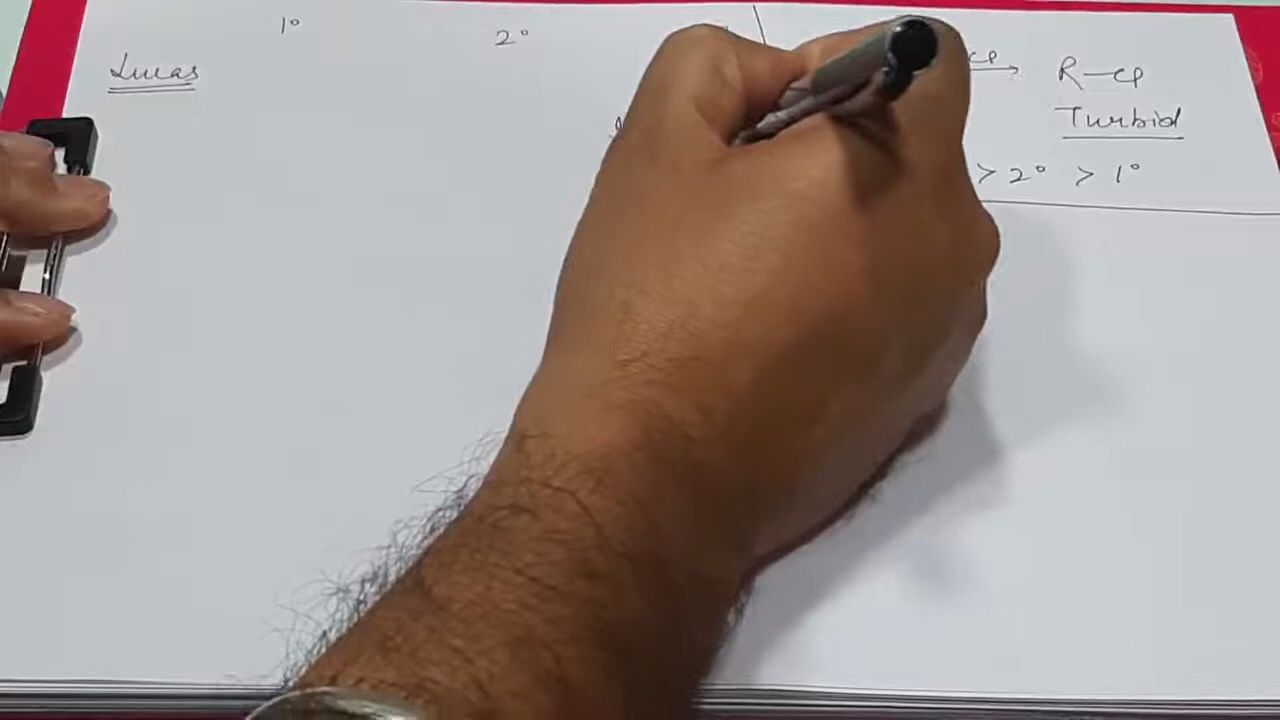 1° 2°
Lucas
→ R-Cl
Turbid
> 2° > 1°